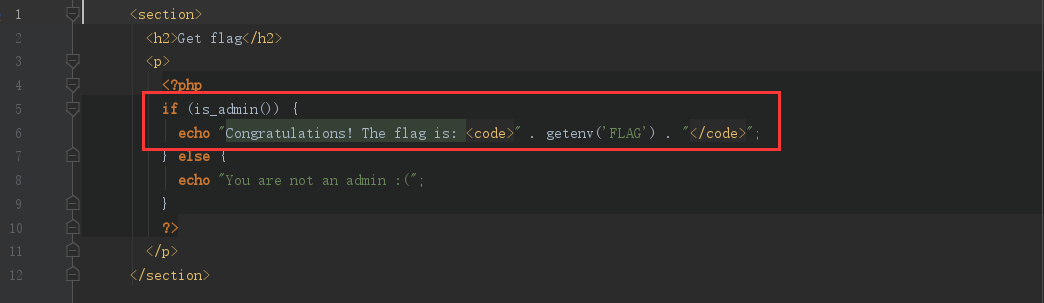 1 <section>
2 <h2>Get flag</h2>
3 <p>
4 <?php
5 if (is_admin()) {
6 echo "Congratulations! The flag is: <code>" . getenv('FLAG') . "</code>";
7 } else {
8 echo "You are not an admin :(";
9 }
10 ?>
11 </p>
12 </section>